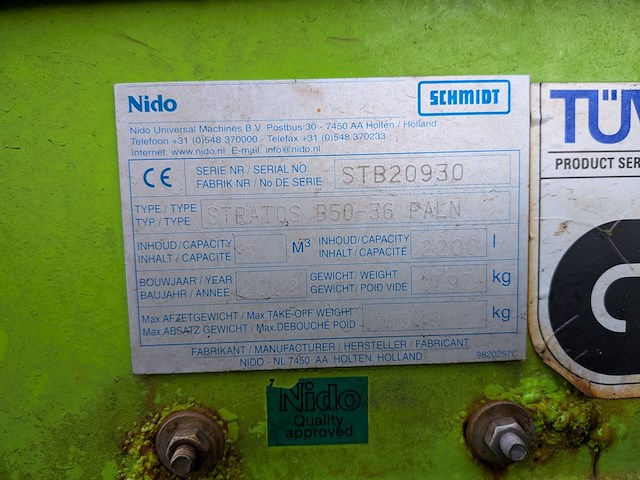 Nido
SCHMIDT
Nido Universal Machines B.V. Postbus 30 - 7450 AA Holten / Holland
Telefoon +31 (0)548 370000 - Telefax +31 (0)548 370233
Internet: www.nido.nl E-mail: info@nido.nl
CE
SERIE NR / SERIAL NO
FABRIK NR / No DE SERIE
STB20930
TYPE / TYPE
TYP / TYPE
STRATOS B50-36 PALN
INHOUD / CAPACITY
INHALT / CAPACITE
M³
INHOUD / CAPACITY
INHALT / CAPACITE
2200
l
BOUWJAAR / YEAR
BAUJAHR / ANNEE
GEWICHT / WEIGHT
GEWICHT / POID VIDE
kg
Max. AFZETGEWICHT / Max TAKE-OFF WEIGHT
Max. ABSATZ GEWICHT / Max DEBOUCHE POID
kg
FABRIKANT / MANUFACTURER / HERSTELLER / FABRICANT
NIDO - NL 7450 AA HOLTEN. HOLLAND
9820257C
Nido
Quality
approved
TÜV
PRODUCT SER